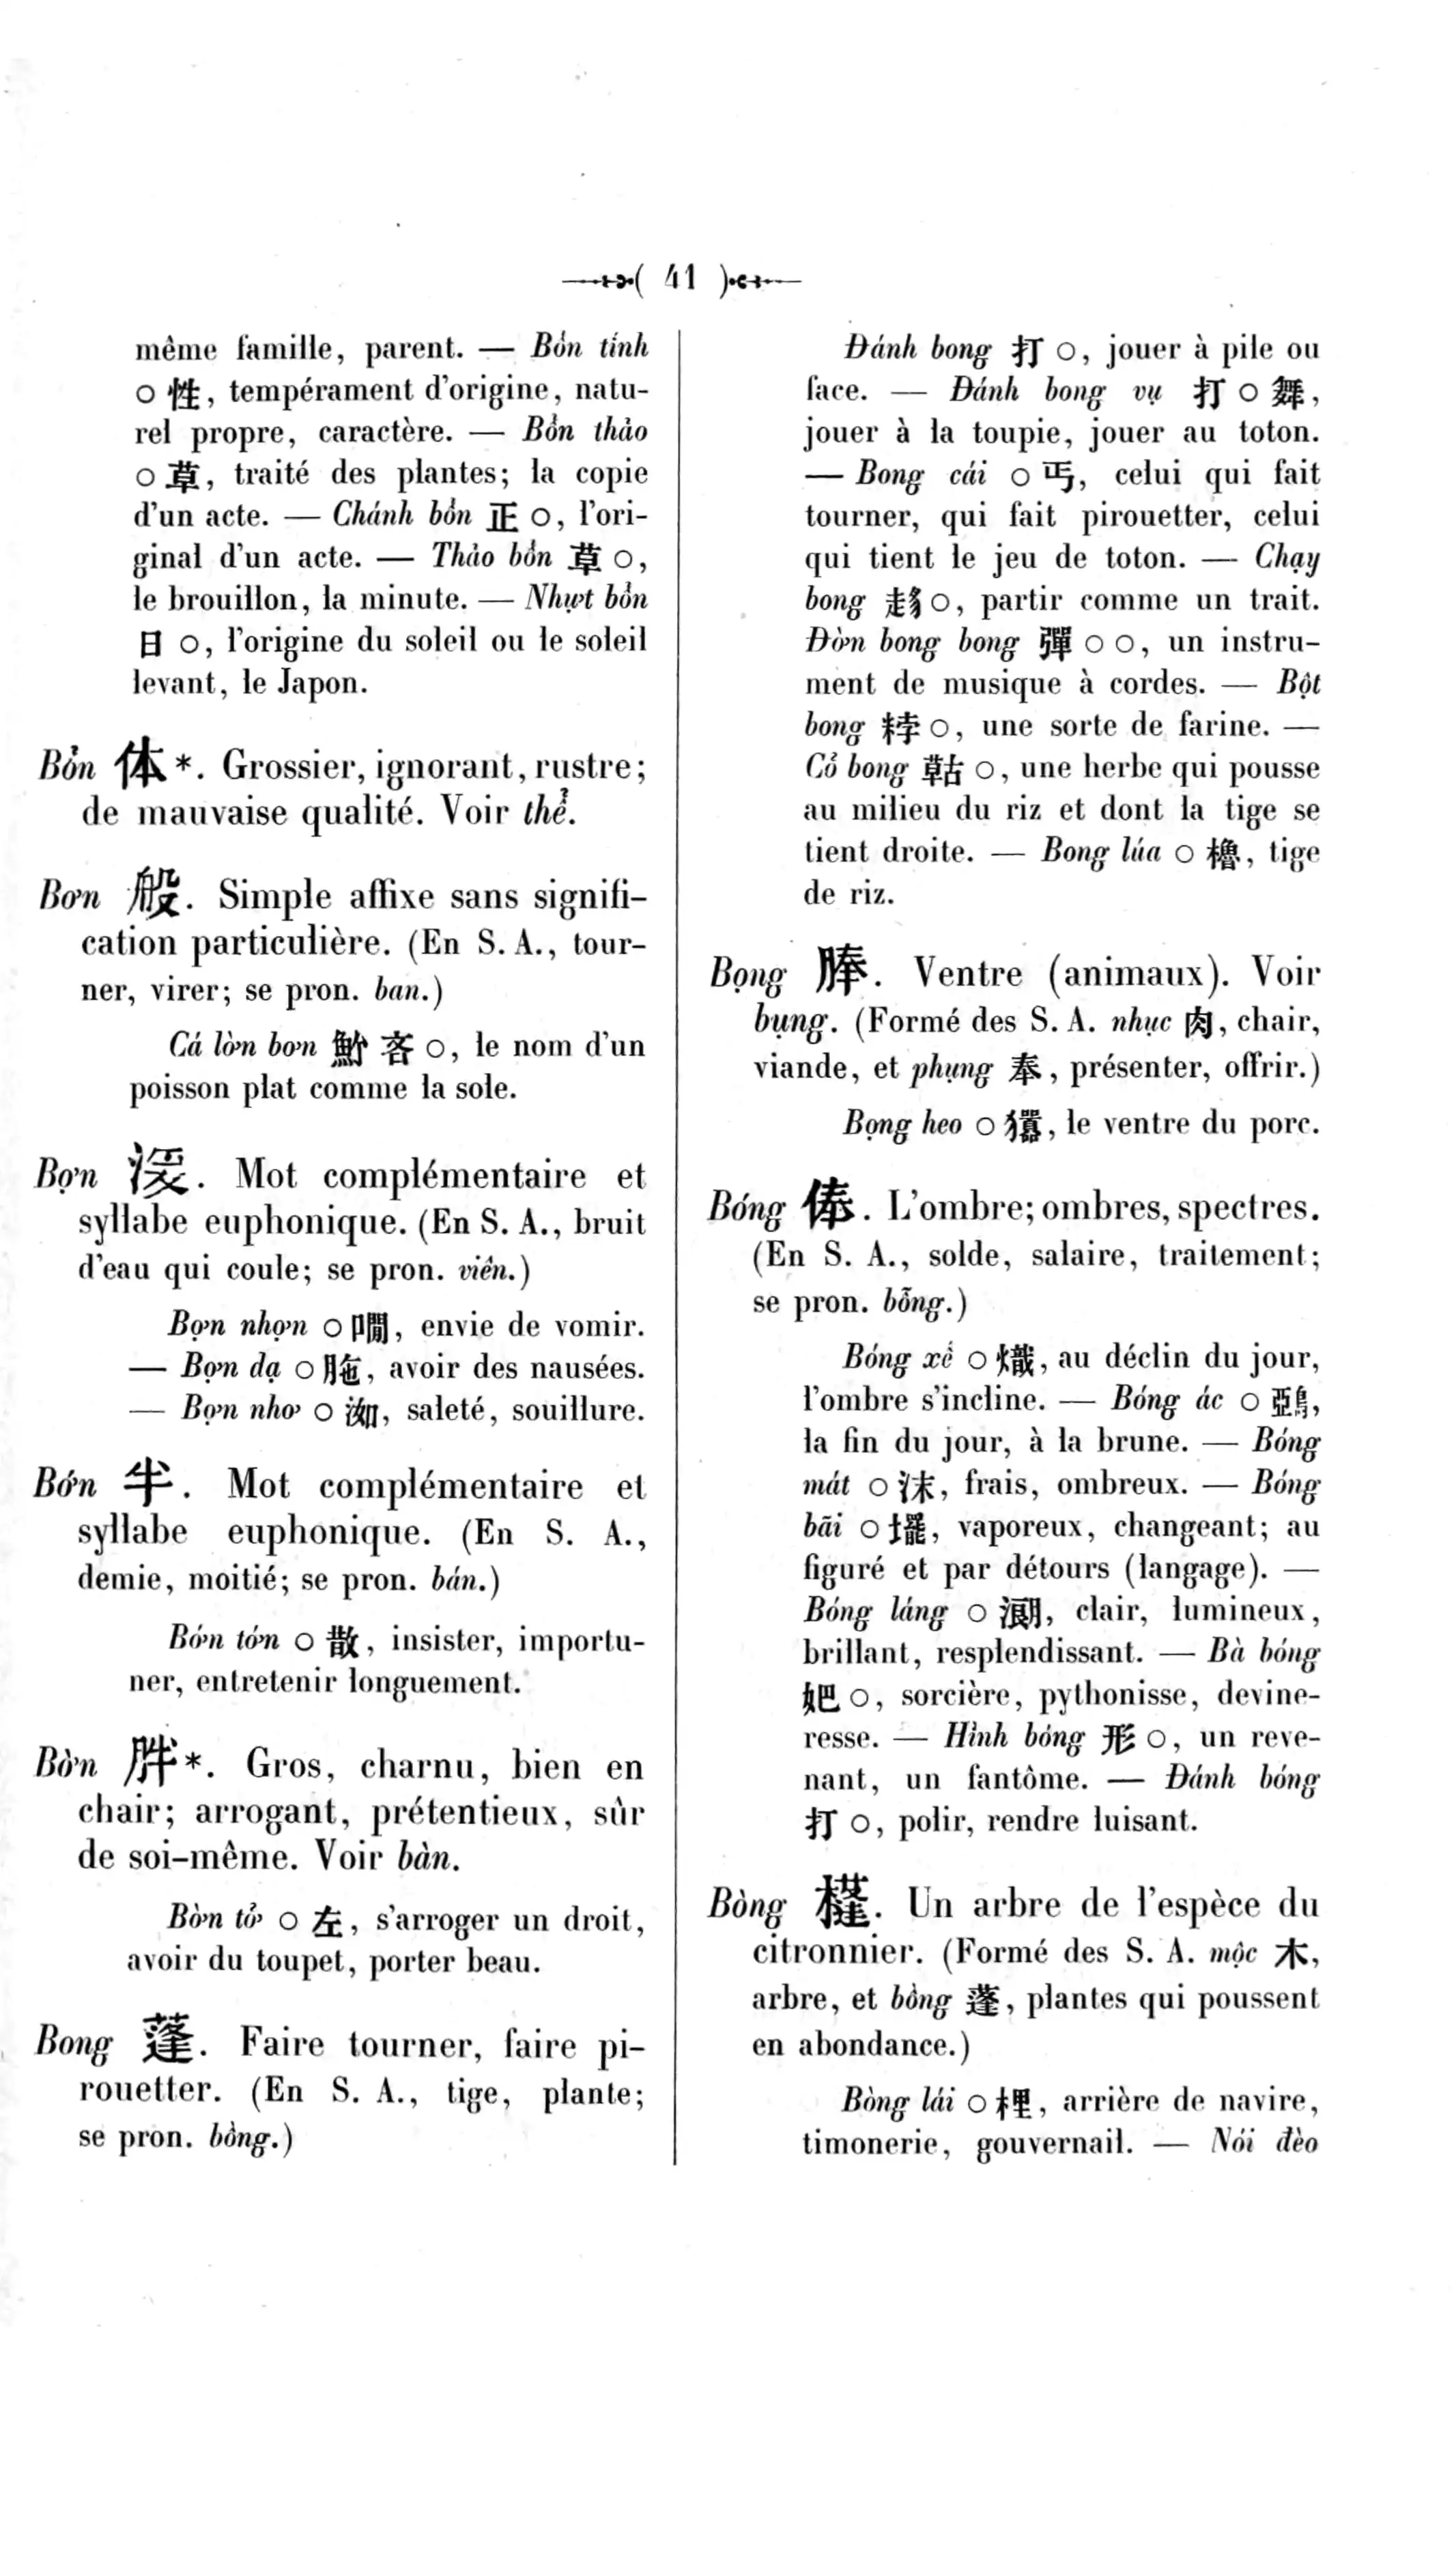 ( 41 )
même famille, parent. — Bổn tính
○ 性, tempérament d'origine, natu-
rel propre, caractère. — Bổn thảo
○ 草, traité des plantes; la copie
d'un acte. — Chánh bổn 正 ○, l'ori-
ginal d'un acte. — Thảo bổn 草 ○,
le brouillon, la minute. — Nhựt bổn
日 ○, l'origine du soleil ou le soleil
levant, le Japon.
Bổn 体*. Grossier, ignorant, rustre;
de mauvaise qualité. Voir thể.
Bơn 般. Simple affixe sans signifi-
cation particulière. (En S. A., tour-
ner, virer; se pron. ban.)
Cá lờn bơn 魪 吝 ○, le nom d'un
poisson plat comme la sole.
Bợn 湲. Mot complémentaire et
syllabe euphonique. (En S. A., bruit
d'eau qui coule; se pron. viên.)
Bợn nhợn ○ 𡄎, envie de vomir.
— Bợn dạ ○ 胣, avoir des nausées.
— Bợn nhơ ○ 洳, saleté, souillure.
Bớn 半. Mot complémentaire et
syllabe euphonique. (En S. A.,
demie, moitié; se pron. bán.)
Bớn tớn ○ 散, insister, importu-
ner, entretenir longuement.
Bờn 胖*. Gros, charnu, bien en
chair; arrogant, prétentieux, sûr
de soi-même. Voir bàn.
Bờn tở ○ 左, s'arroger un droit,
avoir du toupet, porter beau.
Bong 蓬. Faire tourner, faire pi-
rouetter. (En S. A., tige, plante;
se pron. bồng.)
Đánh bong 打 ○, jouer à pile ou
face. — Đánh bong vụ 打 ○ 舞,
jouer à la toupie, jouer au toton.
— Bong cái ○ 丐, celui qui fait
tourner, qui fait pirouetter, celui
qui tient le jeu de toton. — Chạy
bong 趍 ○, partir comme un trait.
Đờn bong bong 彈 ○ ○, un instru-
ment de musique à cordes. — Bột
bong 粰 ○, une sorte de farine. —
Cỏ bong ○, une herbe qui pousse
au milieu du riz et dont la tige se
tient droite. — Bong lúa ○ 櫓, tige
de riz.
Bọng 膟. Ventre (animaux). Voir
bụng. (Formé des S. A. nhục 肉, chair,
viande, et phụng 奉, présenter, offrir.)
Bọng heo ○, le ventre du porc.
Bóng 俸. L'ombre; ombres, spectres.
(En S. A., solde, salaire, traitement;
se pron. bỗng.)
Bóng xế ○ 熾, au déclin du jour,
l'ombre s'incline. — Bóng ác ○ 鵶,
la fin du jour, à la brune. — Bóng
mát ○ 沫, frais, ombreux. — Bóng
bãi ○, vaporeux, changeant; au
figuré et par détours (langage). —
Bóng láng ○, clair, lumineux,
brillant, resplendissant. — Bà bóng
妑 ○, sorcière, pythonisse, devine-
resse. — Hình bóng 形 ○, un reve-
nant, un fantôme. — Đánh bóng
打 ○, polir, rendre luisant.
Bòng. Un arbre de l'espèce du
citronnier. (Formé des S. A. mộc 木,
arbre, et bồng 蓬, plantes qui poussent
en abondance.)
Bòng lái ○ 梩, arrière de navire,
timonerie, gouvernail. — Nói đèo